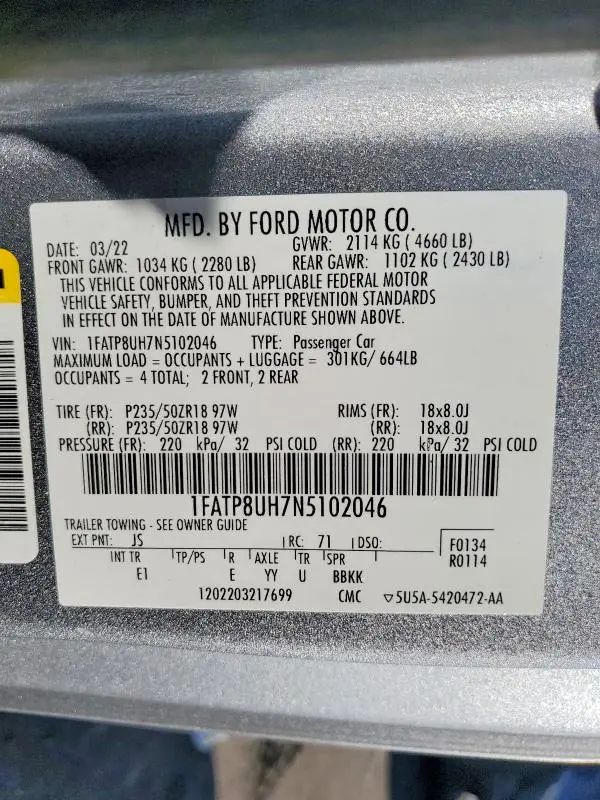 MFD. BY FORD MOTOR CO.
DATE: 03/22 GVWR: 2114 KG ( 4660 LB)
FRONT GAWR: 1034 KG ( 2280 LB) REAR GAWR: 1102 KG ( 2430 LB)
THIS VEHICLE CONFORMS TO ALL APPLICABLE FEDERAL MOTOR
VEHICLE SAFETY, BUMPER, AND THEFT PREVENTION STANDARDS
IN EFFECT ON THE DATE OF MANUFACTURE SHOWN ABOVE.
VIN: 1FATP8UH7N5102046 TYPE: Passenger Car
MAXIMUM LOAD = OCCUPANTS + LUGGAGE = 301KG/ 664LB
OCCUPANTS = 4 TOTAL; 2 FRONT, 2 REAR
TIRE (FR): P235/50ZR18 97W RIMS (FR): 18x8.0J
(RR): P235/50ZR18 97W (RR): 18x8.0J
PRESSURE (FR): 220 kPa/ 32 PSI COLD (RR): 220 kPa/ 32 PSI COLD
1FATP8UH7N5102046
TRAILER TOWING - SEE OWNER GUIDE
EXT PNT: JS RC: 71 DSO: F0134
R0114
INT TR TP/PS R AXLE TR SPR
E1 E YY U BBKK
1202203217699 CMC ▽5U5A-5420472-AA